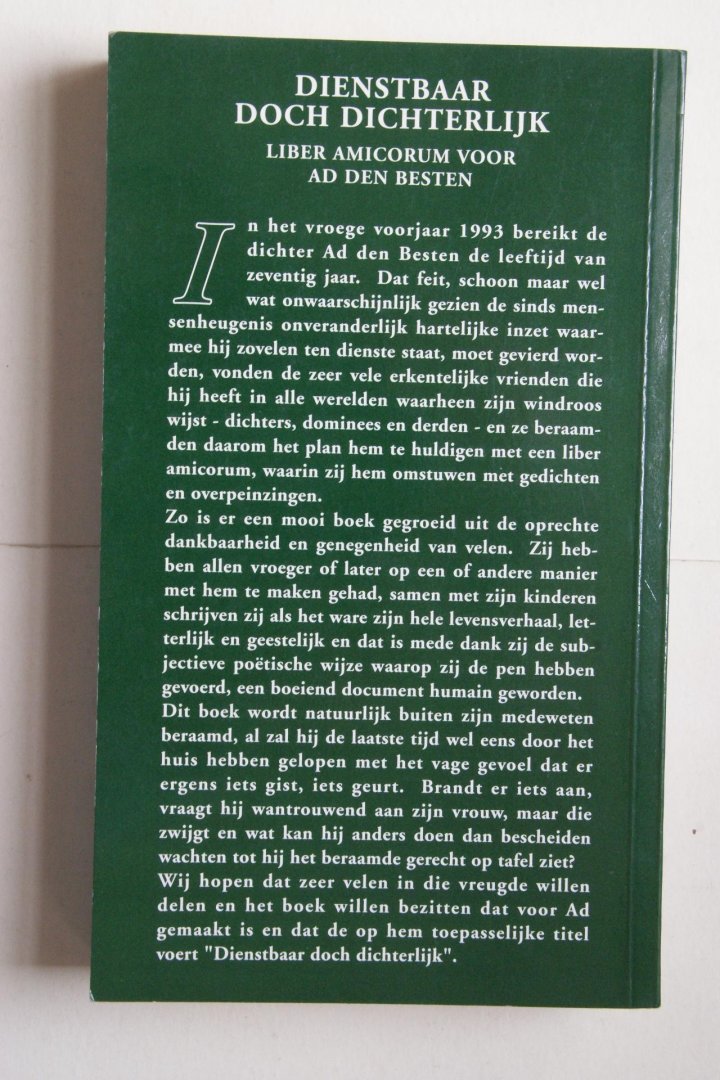 DIENSTBAAR
DOCH DICHTERLIJK
LIBER AMICORUM VOOR
AD DEN BESTEN
In het vroege voorjaar 1993 bereikt de
dichter Ad den Besten de leeftijd van
zeventig jaar. Dat feit, schoon maar wel
wat onwaarschijnlijk gezien de sinds men-
senheugenis onveranderlijk hartelijke inzet waar-
mee hij zovelen ten dienste staat, moet gevierd wor-
den, vonden de zeer vele erkentelijke vrienden die
hij heeft in alle werelden waarheen zijn windroos
wijst - dichters, dominees en derden - en ze beraam-
den daarom het plan hem te huldigen met een liber
amicorum, waarin zij hem omstuwen met gedichten
en overpeinzingen.
Zo is er een mooi boek gegroeid uit de oprechte
dankbaarheid en genegenheid van velen. Zij heb-
ben allen vroeger of later op een of andere manier
met hem te maken gehad, samen met zijn kinderen
schrijven zij als het ware zijn hele levensverhaal, let-
terlijk en geestelijk en dat is mede dank zij de sub-
jectieve poëtische wijze waarop zij de pen hebben
gevoerd, een boeiend document humain geworden.
Dit boek wordt natuurlijk buiten zijn medeweten
beraamd, al zal hij de laatste tijd wel eens door het
huis hebben gelopen met het vage gevoel dat er
ergens iets gist, iets geurt. Brandt er iets aan,
vraagt hij wantrouwend aan zijn vrouw, maar die
zwijgt en wat kan hij anders doen dan bescheiden
wachten tot hij het beraamde gerecht op tafel ziet?
Wij hopen dat zeer velen in die vreugde willen
delen en het boek willen bezitten dat voor Ad
gemaakt is en dat de op hem toepasselijke titel
voert "Dienstbaar doch dichterlijk".